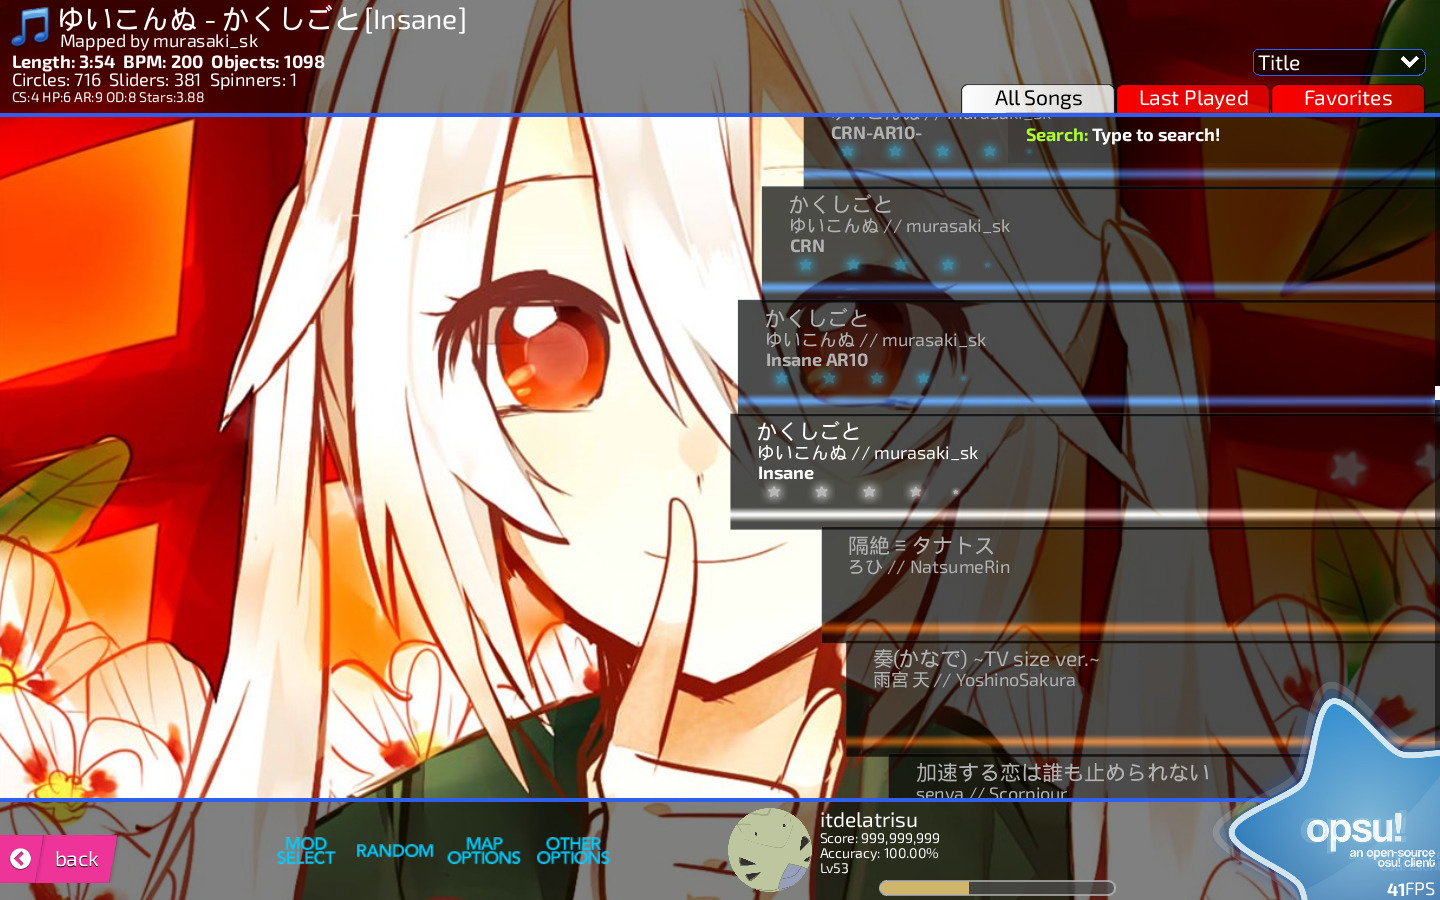 ゆいこんぬ - かくしごと[Insane]
Mapped by murasaki_sk
Length: 3:54 BPM: 200 Objects: 1098
Circles: 716 Sliders: 381 Spinners: 1
CS:4 HP:6 AR:9 OD:8 Stars:3.88
Title
All Songs
Last Played
Favorites
Search: Type to search!
ゆいこんぬ // murasaki_sk
CRN-AR10-
かくしごと
ゆいこんぬ // murasaki_sk
CRN
かくしごと
ゆいこんぬ // murasaki_sk
Insane AR10
かくしごと
ゆいこんぬ // murasaki_sk
Insane
隔絶 ≡ タナトス
ろひ // NatsumeRin
奏(かなで) ~TV size ver.~
雨宮 天 // YoshinoSakura
加速する恋は誰も止められない
senya // Scorpiour
back
MOD
SELECT
RANDOM
MAP
OPTIONS
OTHER
OPTIONS
itdelatrisu
Score: 999,999,999
Accuracy: 100.00%
Lv53
opsu!
an open-source
osu! client
41FPS